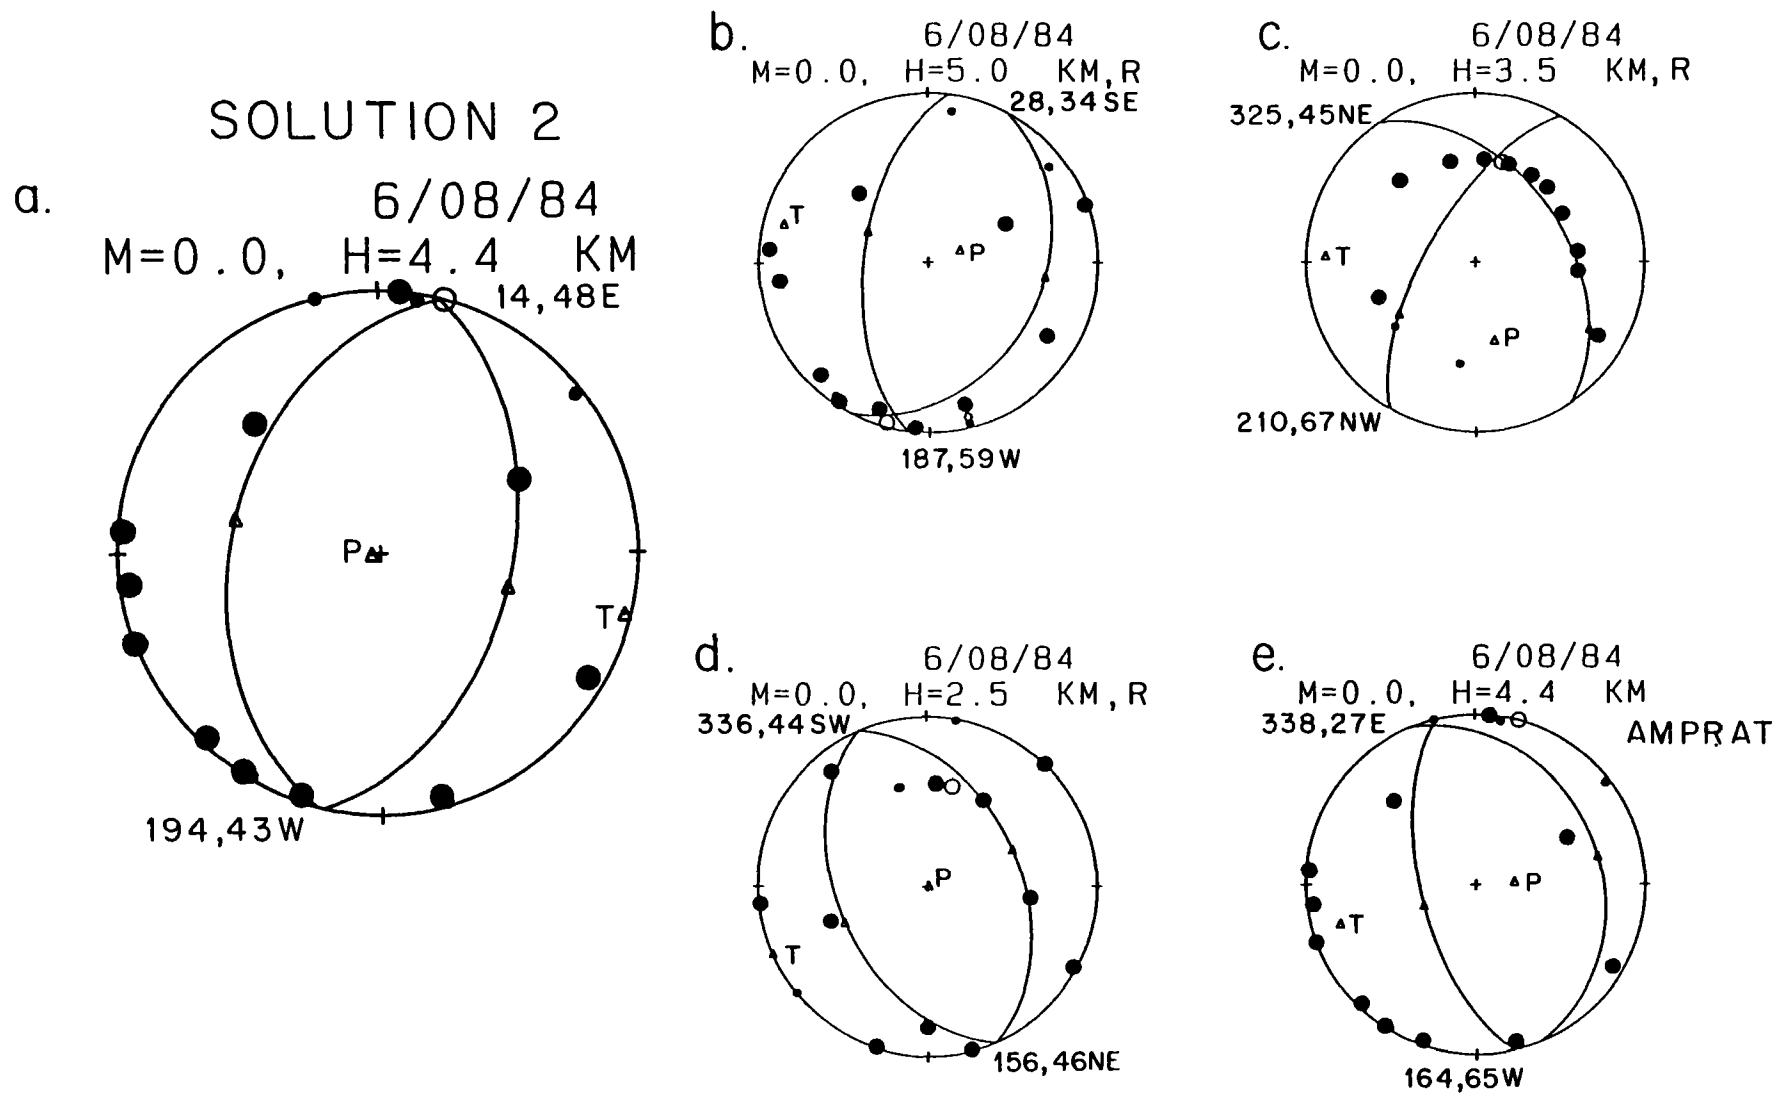 SOLUTION 2
a.
6/08/84
M=0.0, H=4.4 KM
14,48E
P
T
194,43W
b.
6/08/84
M=0.0, H=5.0 KM,R
28,34SE
T
P
187,59W
c.
6/08/84
M=0.0, H=3.5 KM,R
325,45NE
T
P
210,67NW
d.
6/08/84
M=0.0, H=2.5 KM,R
336,44SW
P
T
156,46NE
e.
6/08/84
M=0.0, H=4.4 KM
338,27E
AMPRAT
P
T
164,65W